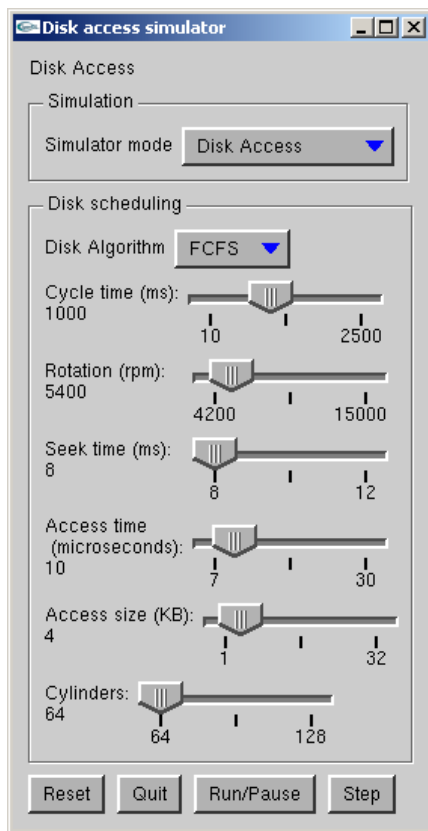 Disk access simulator
Disk Access
Simulation
Simulator mode Disk Access
Disk scheduling
Disk Algorithm FCFS
Cycle time (ms):
1000
10 2500
Rotation (rpm):
5400
4200 15000
Seek time (ms):
8
8 12
Access time
(microseconds):
10
7 30
Access size (KB):
4
1 32
Cylinders:
64
64 128
Reset Quit Run/Pause Step